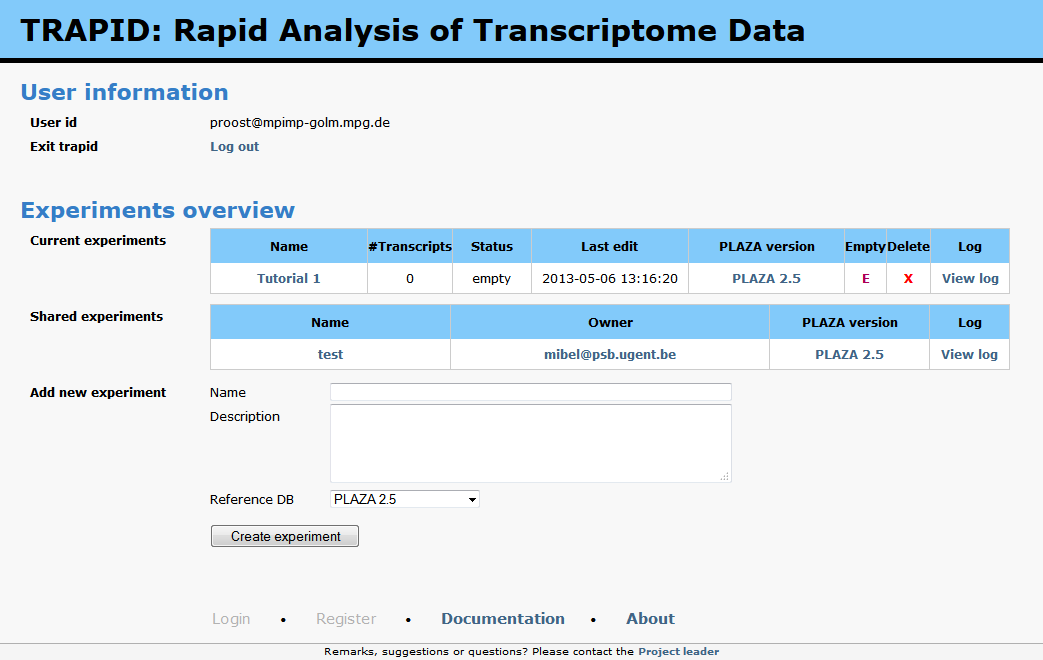 TRAPID: Rapid Analysis of Transcriptome Data
User information
User id proost@mpimp-golm.mpg.de
Exit trapid Log out
Experiments overview
Current experiments
Name #Transcripts Status Last edit PLAZA version Empty Delete Log
Tutorial 1 0 empty 2013-05-06 13:16:20 PLAZA 2.5 E X View log
Shared experiments
Name Owner PLAZA version Log
test mibel@psb.ugent.be PLAZA 2.5 View log
Add new experiment Name
Description
Reference DB PLAZA 2.5
Create experiment
Login • Register • Documentation • About
Remarks, suggestions or questions? Please contact the Project leader